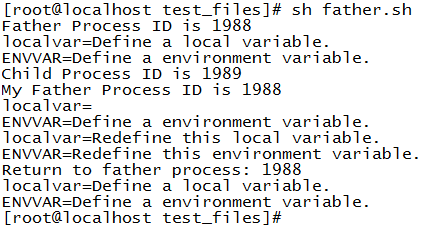 [root@localhost test_files]# sh father.sh
Father Process ID is 1988
localvar=Define a local variable.
ENVVAR=Define a environment variable.
Child Process ID is 1989
My Father Process ID is 1988
localvar=
ENVVAR=Define a environment variable.
localvar=Redefine this local variable.
ENVVAR=Redefine this environment variable.
Return to father process: 1988
localvar=Define a local variable.
ENVVAR=Define a environment variable.
[root@localhost test_files]#